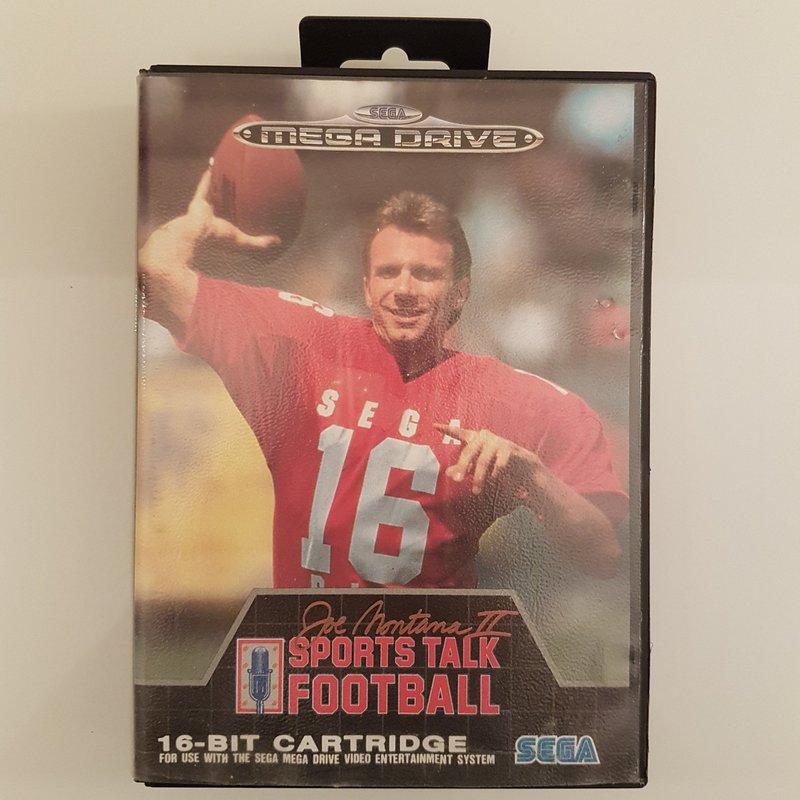 SEGA
MEGA DRIVE
SEGA
16
Joe Montana II
SPORTS TALK
FOOTBALL
16-BIT CARTRIDGE
FOR USE WITH THE SEGA MEGA DRIVE VIDEO ENTERTAINMENT SYSTEM
SEGA